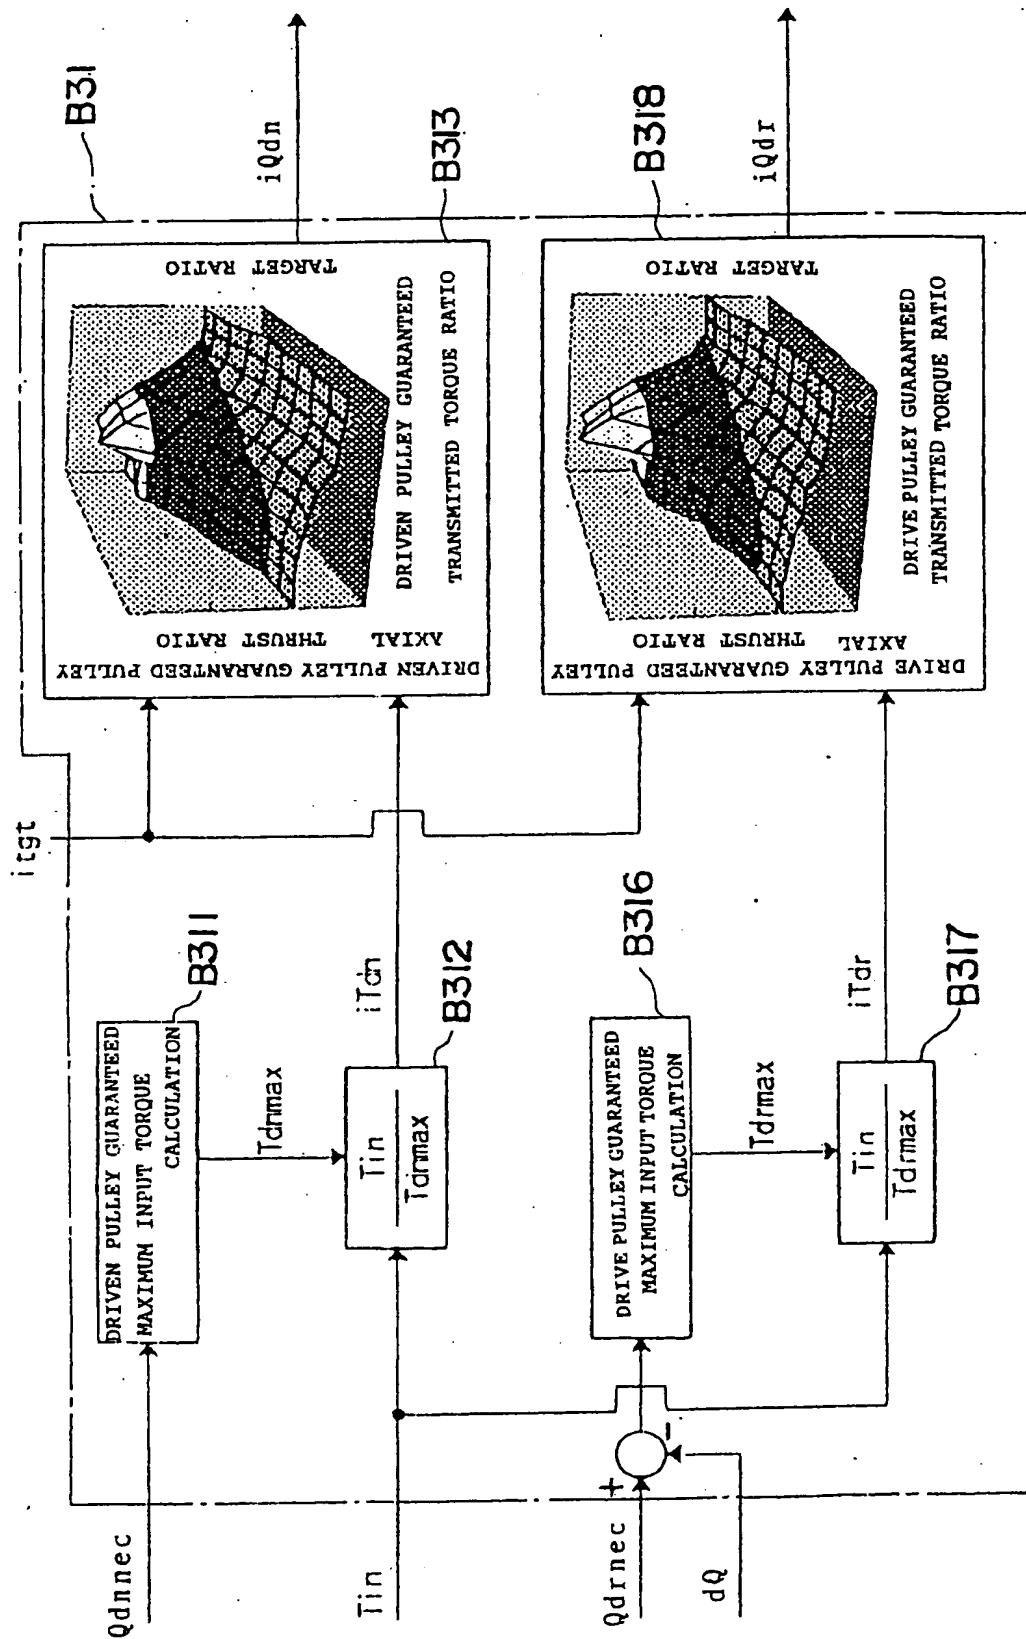 Qdnnec
Tin
Qdrnec
dQ
+
-
DRIVEN PULLEY GUARANTEED
MAXIMUM INPUT TORQUE
CALCULATION
B311
Tdnmax
Tin
Tdnmax
B312
iTdn
DRIVE PULLEY GUARANTEED
MAXIMUM INPUT TORQUE
CALCULATION
B316
Tdrmax
Tin
Tdrmax
B317
iTdr
itgt
DRIVEN PULLEY GUARANTEED PULLEY
AXIAL
THRUST RATIO
TARGET RATIO
DRIVEN PULLEY GUARANTEED
TRANSMITTED TORQUE RATIO
B313
B31
iQdn
DRIVE PULLEY GUARANTEED PULLEY
AXIAL
THRUST RATIO
TARGET RATIO
DRIVE PULLEY GUARANTEED
TRANSMITTED TORQUE RATIO
B318
iQdr